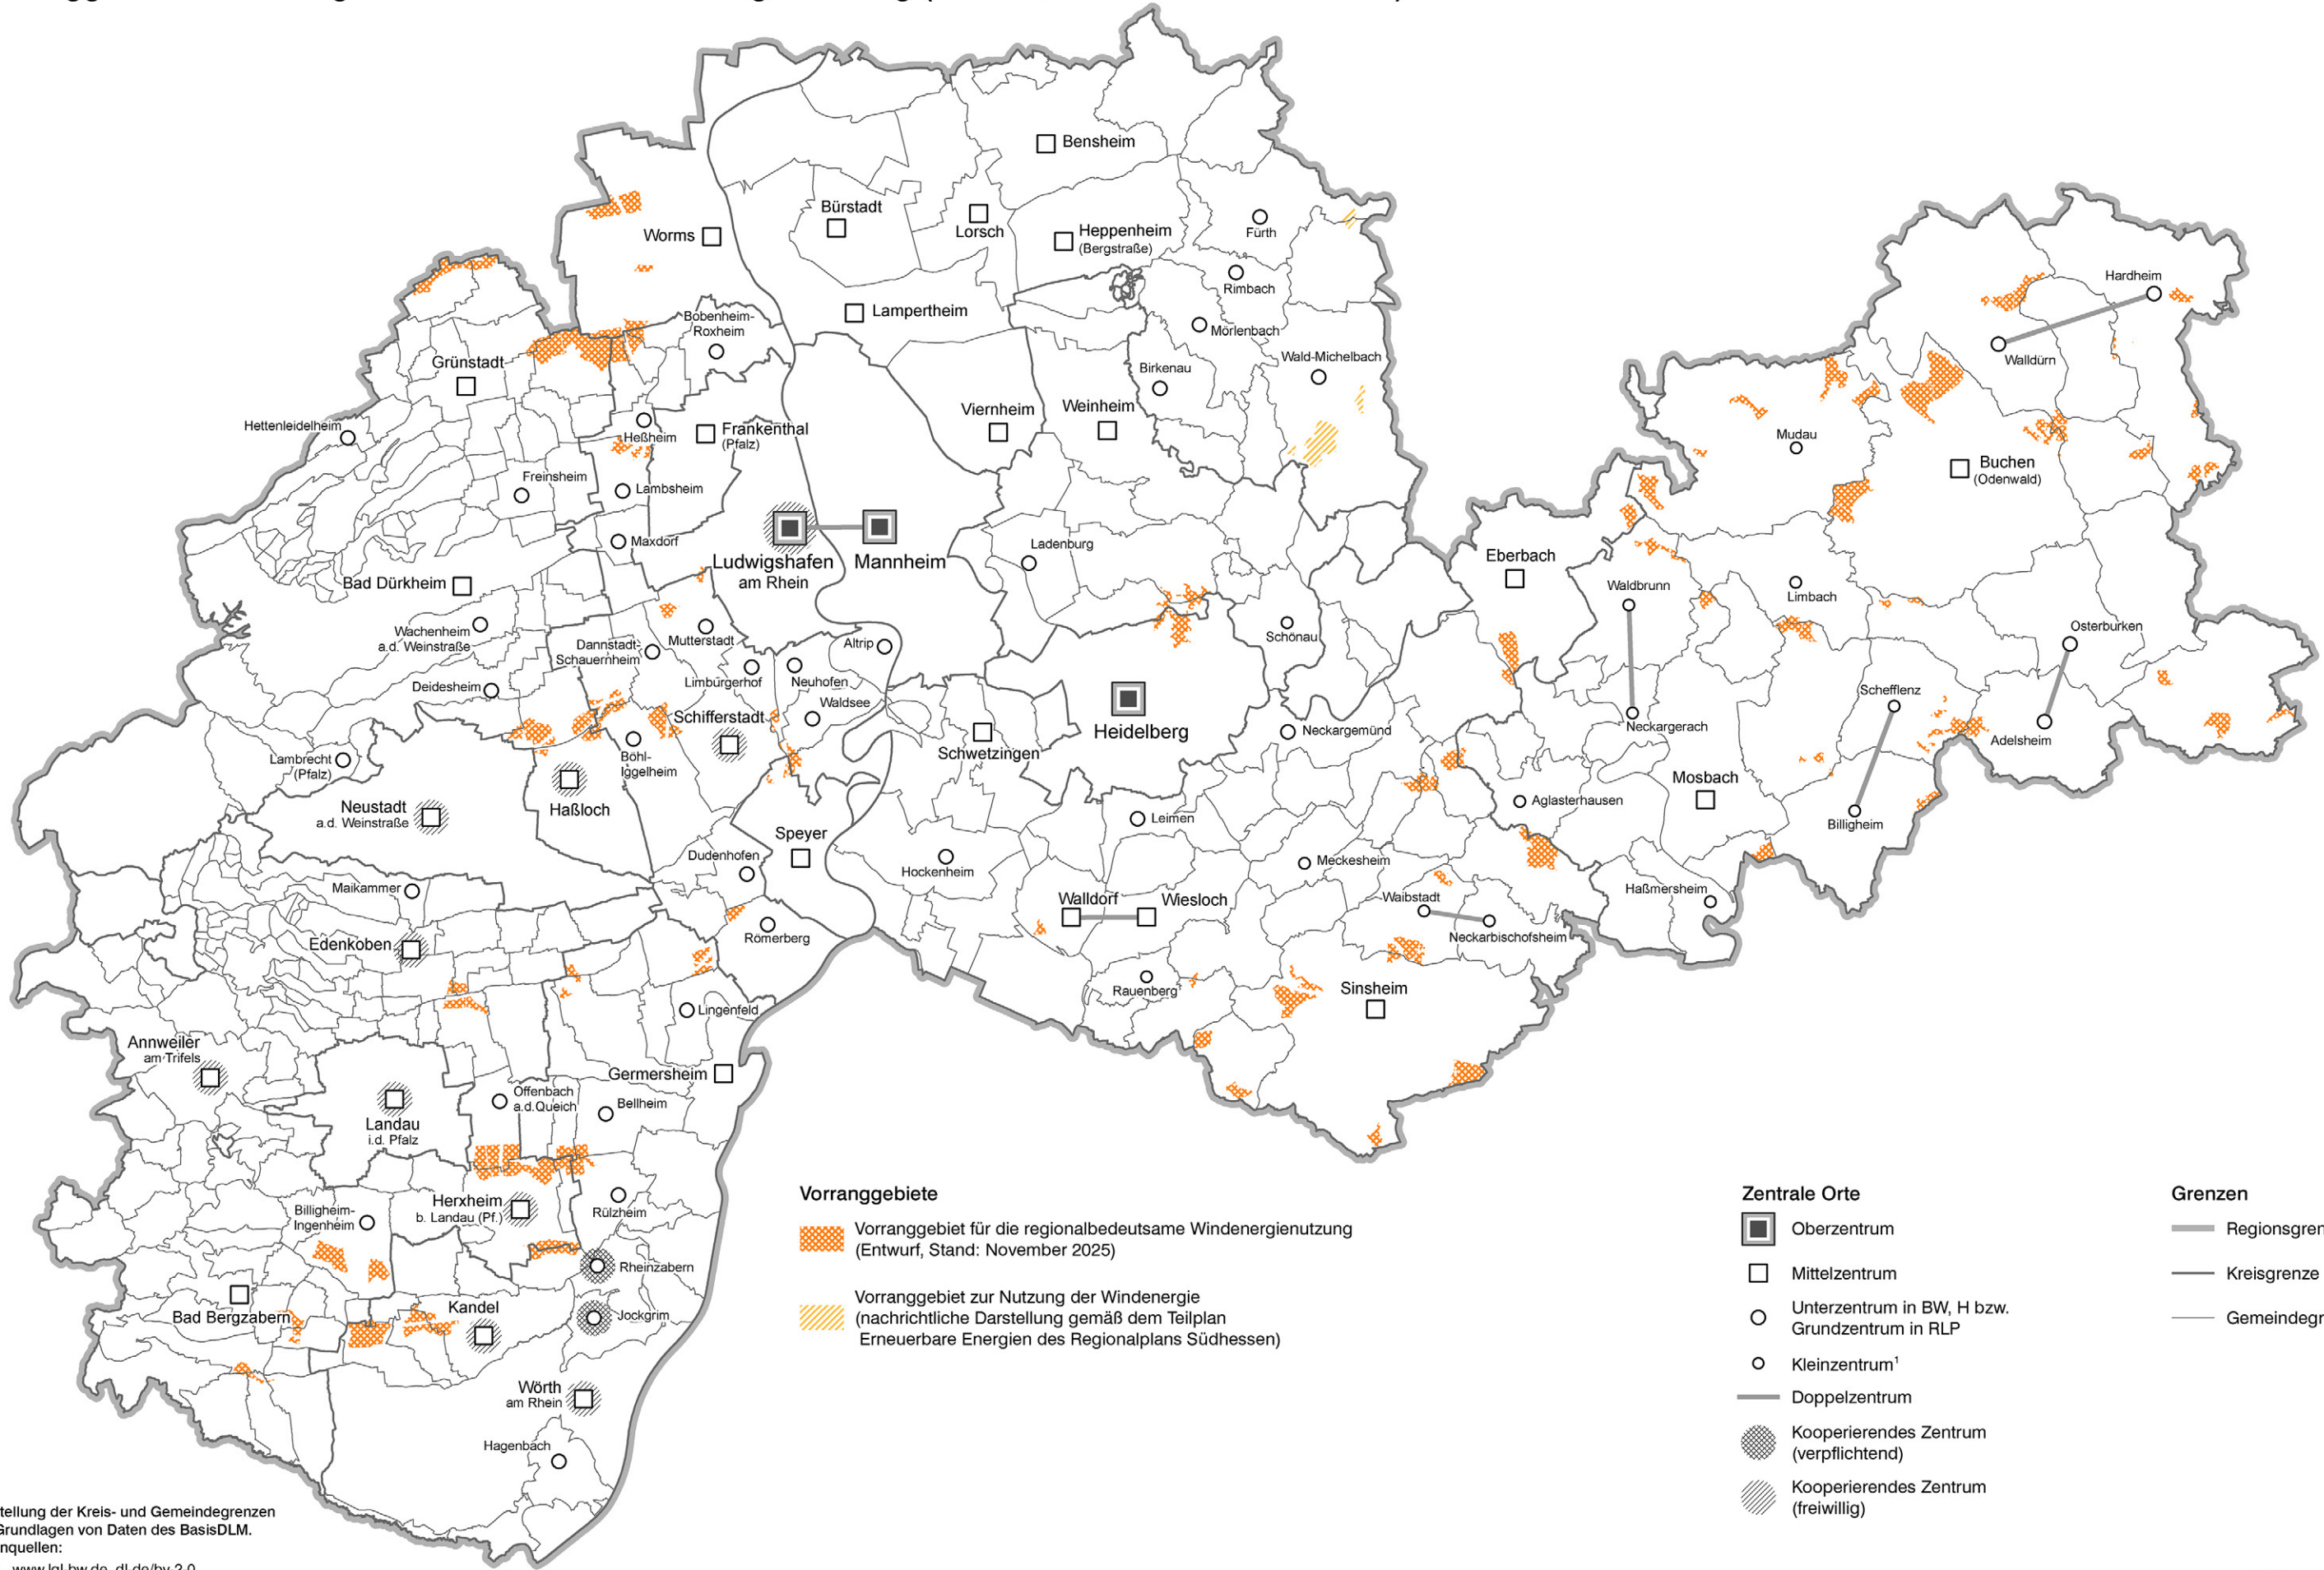 Bensheim
Bürstadt
Lorsch
Worms
Heppenheim
(Bergstraße)
Fürth
Rimbach
Hardheim
Lampertheim
Bobenheim-
Roxheim
Mörlenbach
Walldürn
Grünstadt
Wald-Michelbach
Birkenau
Hettenleidelheim
Heßheim
Frankenthal
(Pfalz)
Viernheim
Weinheim
Mudau
Buchen
(Odenwald)
Freinsheim
Lambsheim
Maxdorf
Ludwigshafen
am Rhein
Mannheim
Ladenburg
Eberbach
Waldbrunn
Limbach
Bad Dürkheim
Wachenheim
a.d. Weinstraße
Dannstadt-
Schauernheim
Mutterstadt
Altrip
Schönau
Osterburken
Limburgerhof
Neuhofen
Deidesheim
Waldsee
Schefflenz
Schifferstadt
Heidelberg
Neckargemünd
Neckargerach
Adelsheim
Schwetzingen
Lambrecht
(Pfalz)
Böhl-
Iggelheim
Haßloch
Mosbach
Neustadt
a.d. Weinstraße
Aglasterhausen
Billigheim
Leimen
Speyer
Dudenhofen
Hockenheim
Meckesheim
Maikammer
Haßmersheim
Walldorf
Wiesloch
Waibstadt
Neckarbischofsheim
Römerberg
Edenkoben
Rauenberg
Sinsheim
Lingenfeld
Annweiler
am Trifels
Germersheim
Offenbach
a.d.Queich
Bellheim
Landau
i.d. Pfalz
Herxheim
b. Landau (Pf.)
Rülzheim
Billigheim-
Ingenheim
Rheinzabern
Bad Bergzabern
Kandel
Jockgrim
Wörth
am Rhein
Hagenbach
Vorranggebiete
Vorranggebiet für die regionalbedeutsame Windenergienutzung
(Entwurf, Stand: November 2025)
Vorranggebiet zur Nutzung der Windenergie
(nachrichtliche Darstellung gemäß dem Teilplan
Erneuerbare Energien des Regionalplans Südhessen)
Zentrale Orte
Oberzentrum
Mittelzentrum
Unterzentrum in BW, H bzw.
Grundzentrum in RLP
Kleinzentrum¹
Doppelzentrum
Kooperierendes Zentrum
(verpflichtend)
Kooperierendes Zentrum
(freiwillig)
Grenzen
Regionsgren
Kreisgrenze
Gemeindegr
tellung der Kreis- und Gemeindegrenzen
Grundlagen von Daten des BasisDLM.
nquellen: